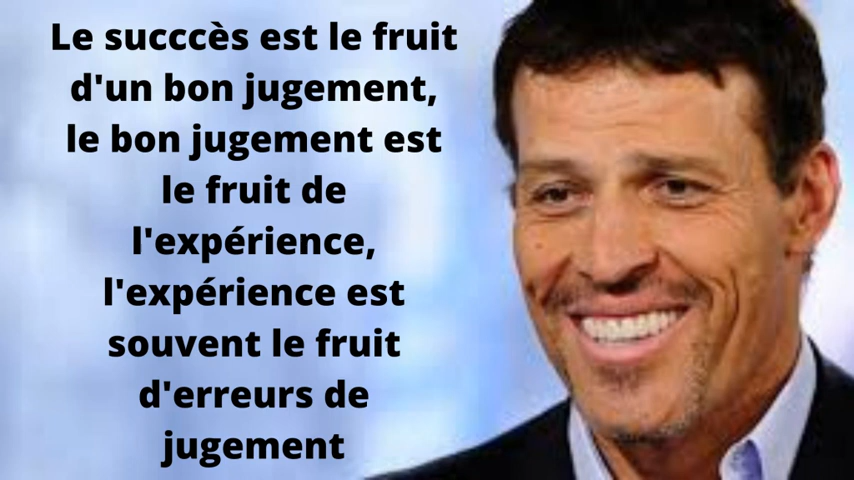 Le succcès est le fruit
d'un bon jugement,
le bon jugement est
le fruit de
l'expérience,
l'expérience est
souvent le fruit
d'erreurs de
jugement